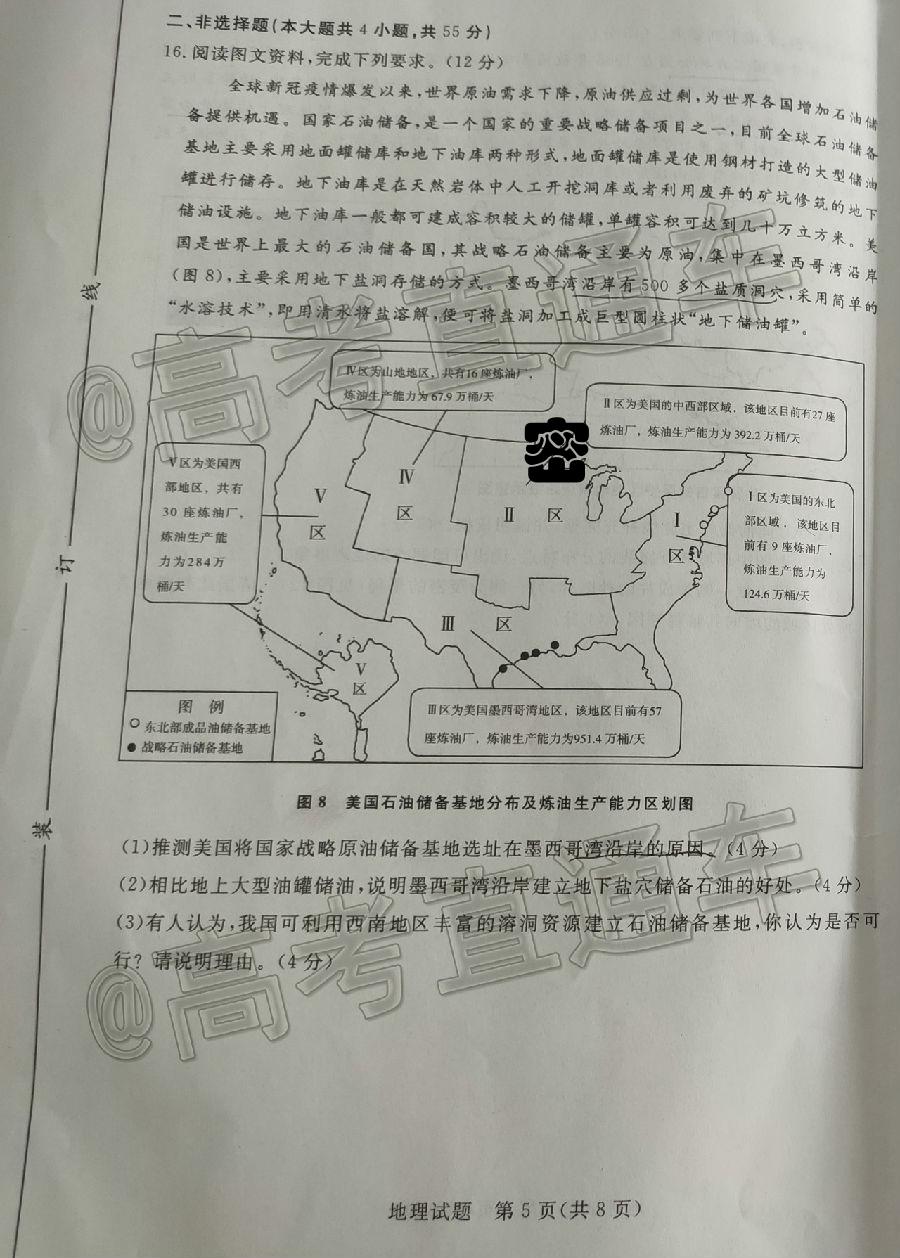 二、非选择题(本大题共 4 小题,共 55 分)
16.阅读图文资料,完成下列要求。(12 分)
全球新冠疫情爆发以来,世界原油需求下降,原油供应过剩,为世界各国增加石油储
备提供机遇。国家石油储备,是一个国家的重要战略储备项目之一,目前全球石油储备
基地主要采用地面罐储库和地下油库两种形式,地面罐储库是使用钢材打造的大型储油
罐进行储存。地下油库是在天然岩体中人工开挖洞库或者利用废弃的矿坑修筑的地下
储油设施。地下油库一般都可建成容积较大的储罐,单罐容积可达到几十万立方米。美
国是世界上最大的石油储备国,其战略石油储备主要为原油,集中在墨西哥湾沿岸
(图 8),主要采用地下盐洞存储的方式。墨西哥湾沿岸有 500 多个盐质洞穴,采用简单的
“水溶技术”,即用清水将盐溶解,便可将盐洞加工成巨型圆柱状“地下储油罐”。
Ⅳ区为山地地区,共有16座炼油厂,
炼油生产能力为 67.9 万桶/天
Ⅱ区为美国的中西部区域,该地区目前有27座
炼油厂,炼油生产能力为 392.2 万桶/天
Ⅴ区为美国西
部地区,共有
30 座炼油厂,
炼油生产能
力为284万
桶/天
Ⅰ区为美国的东北
部区域,该地区目
前有 9 座炼油厂,
炼油生产能力为
124.6 万桶/天
Ⅴ
区
Ⅳ
区
Ⅱ 区
Ⅰ
区
Ⅲ 区
Ⅴ
区
Ⅲ区为美国墨西哥湾地区,该地区目前有57
座炼油厂,炼油生产能力为951.4 万桶/天
图 例
东北部成品油储备基地
战略石油储备基地
图 8 美国石油储备基地分布及炼油生产能力区划图
(1)推测美国将国家战略原油储备基地选址在墨西哥湾沿岸的原因。(4 分)
(2)相比地上大型油罐储油,说明墨西哥湾沿岸建立地下盐穴储备石油的好处。(4 分)
(3)有人认为,我国可利用西南地区丰富的溶洞资源建立石油储备基地,你认为是否可
行?请说明理由。(4 分)
地理试题 第 5 页(共 8 页)
线
订
装
@高考直通车
@高考直通车